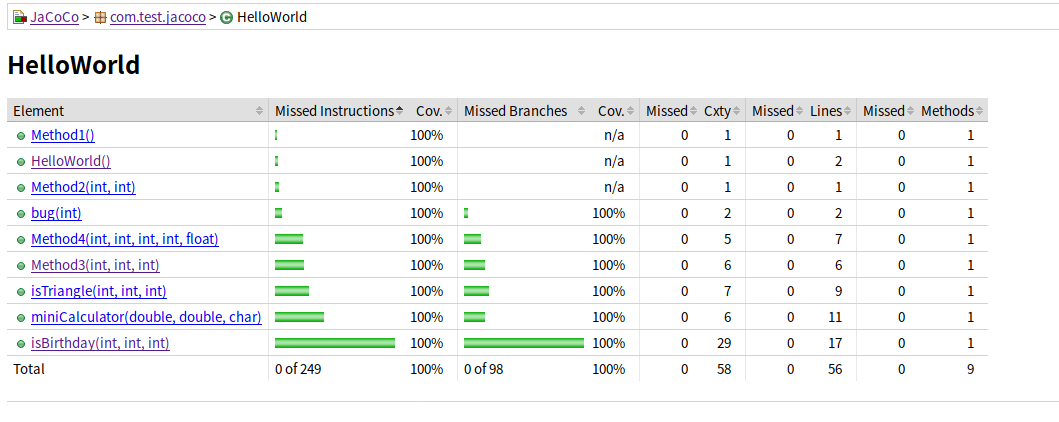 JaCoCo > com.test.jacoco > HelloWorld
HelloWorld
Element Missed Instructions Cov. Missed Branches Cov. Missed Cxty Missed Lines Missed Methods
Method1() 100% n/a 0 1 0 1 0 1
HelloWorld() 100% n/a 0 1 0 2 0 1
Method2(int, int) 100% n/a 0 1 0 1 0 1
bug(int) 100% 100% 0 2 0 2 0 1
Method4(int, int, int, int, float) 100% 100% 0 5 0 7 0 1
Method3(int, int, int) 100% 100% 0 6 0 6 0 1
isTriangle(int, int, int) 100% 100% 0 7 0 9 0 1
miniCalculator(double, double, char) 100% 100% 0 6 0 11 0 1
isBirthday(int, int, int) 100% 100% 0 29 0 17 0 1
Total 0 of 249 100% 0 of 98 100% 0 58 0 56 0 9